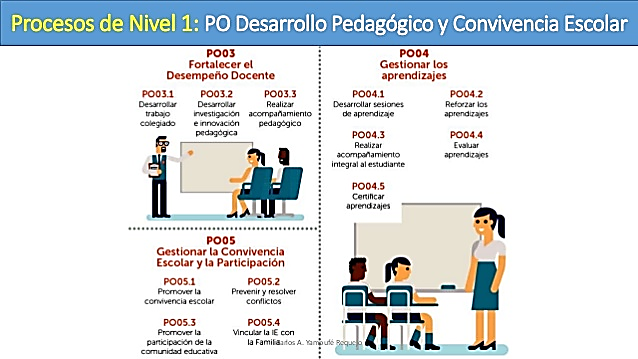 Procesos de Nivel 1: PO Desarrollo Pedagógico y Convivencia Escolar
PO03
Fortalecer el
Desempeño Docente
PO03.1
Desarrollar
trabajo
colegiado
PO03.2
Desarrollar
investigación
e innovación
pedagógica
PO03.3
Realizar
acompañamiento
pedagógico
PO04
Gestionar los
aprendizajes
PO04.1
Desarrollar sesiones
de aprendizaje
PO04.2
Reforzar los
aprendizajes
PO04.3
Realizar
acompañamiento
integral al estudiante
PO04.4
Evaluar
aprendizajes
PO04.5
Certificar
aprendizajes
PO05
Gestionar la Convivencia
Escolar y la Participación
PO05.1
Promover la
convivencia escolar
PO05.2
Prevenir y resolver
conflictos
PO05.3
Promover la
participación de la
comunidad educativa
PO05.4
Vincular la IE con
la Familia
Carlos A. Yampufé Requejo